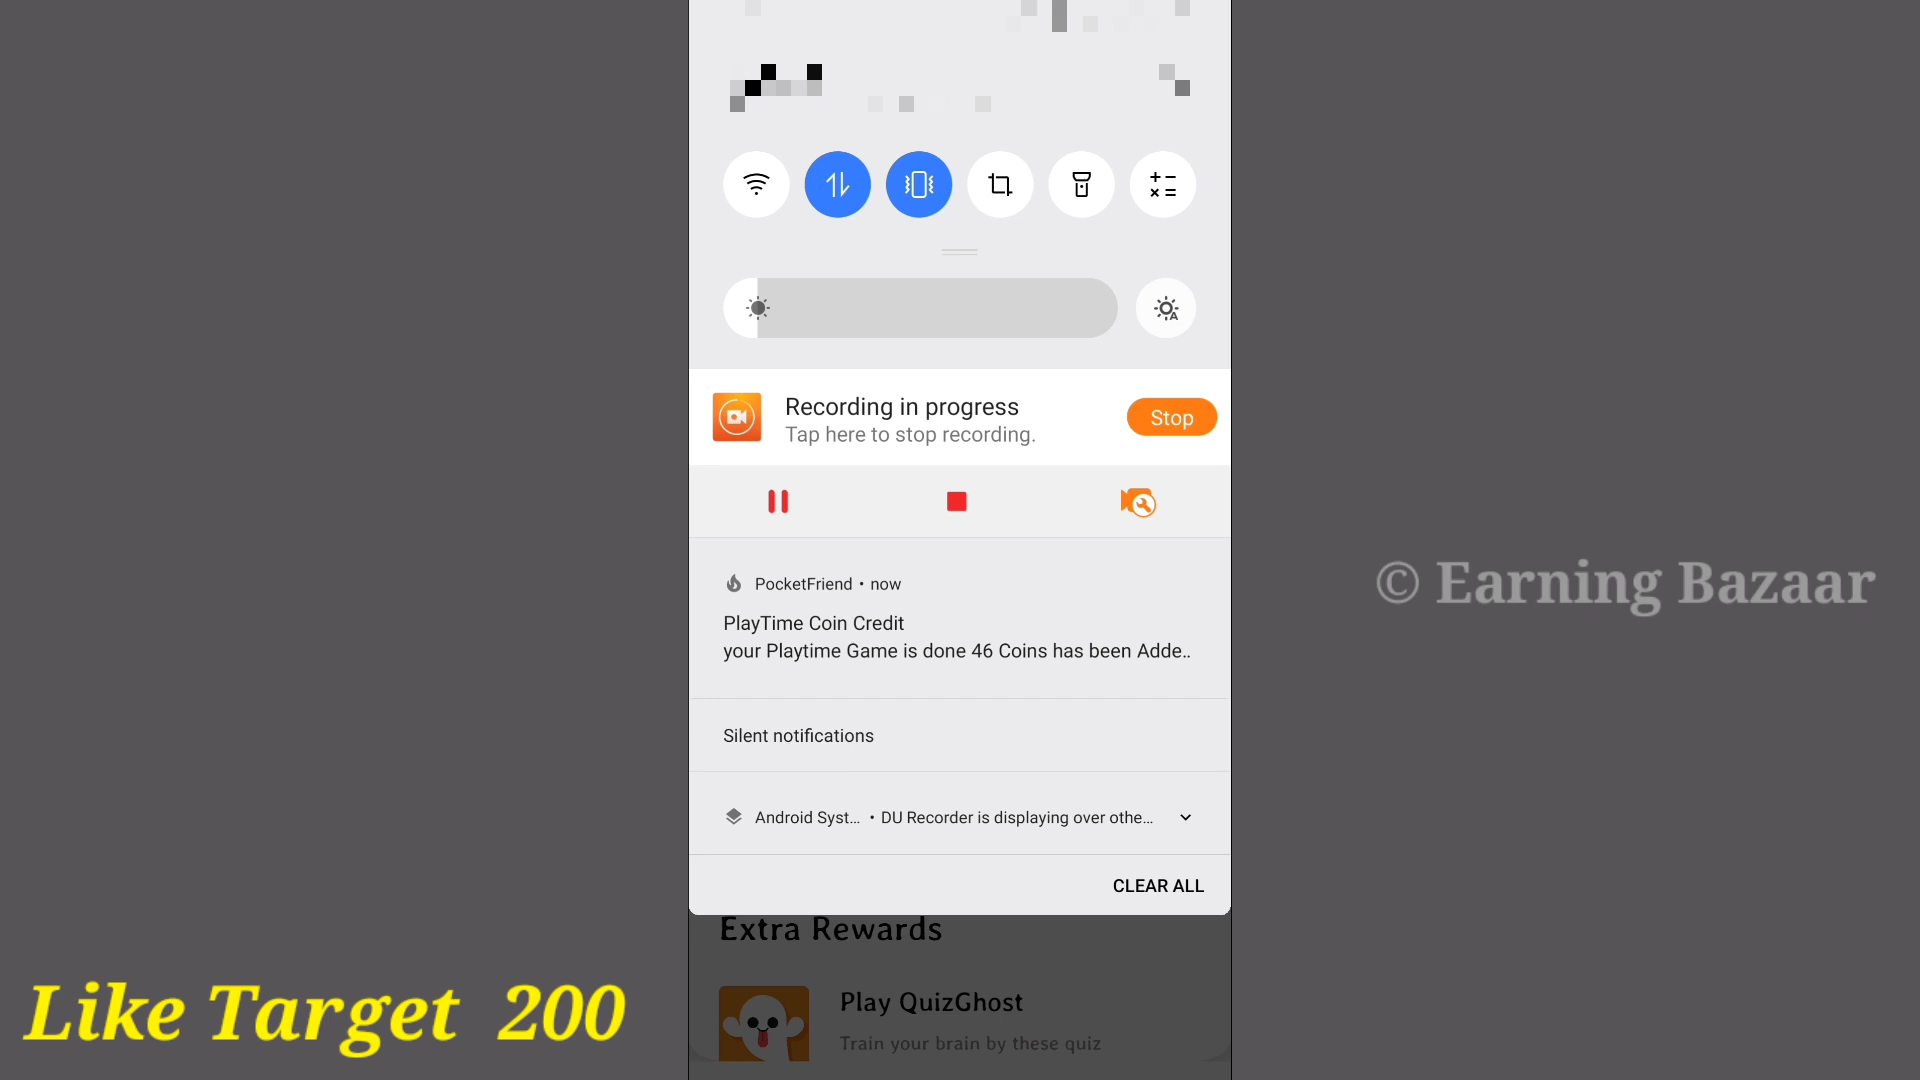 Recording in progress
Tap here to stop recording.
Stop
PocketFriend • now
PlayTime Coin Credit
your Playtime Game is done 46 Coins has been Adde..
© Earning Bazaar
Silent notifications
Android Syst... • DU Recorder is displaying over othe...
CLEAR ALL
Extra Rewards
Play QuizGhost
Train your brain by these quiz
Like Target 200